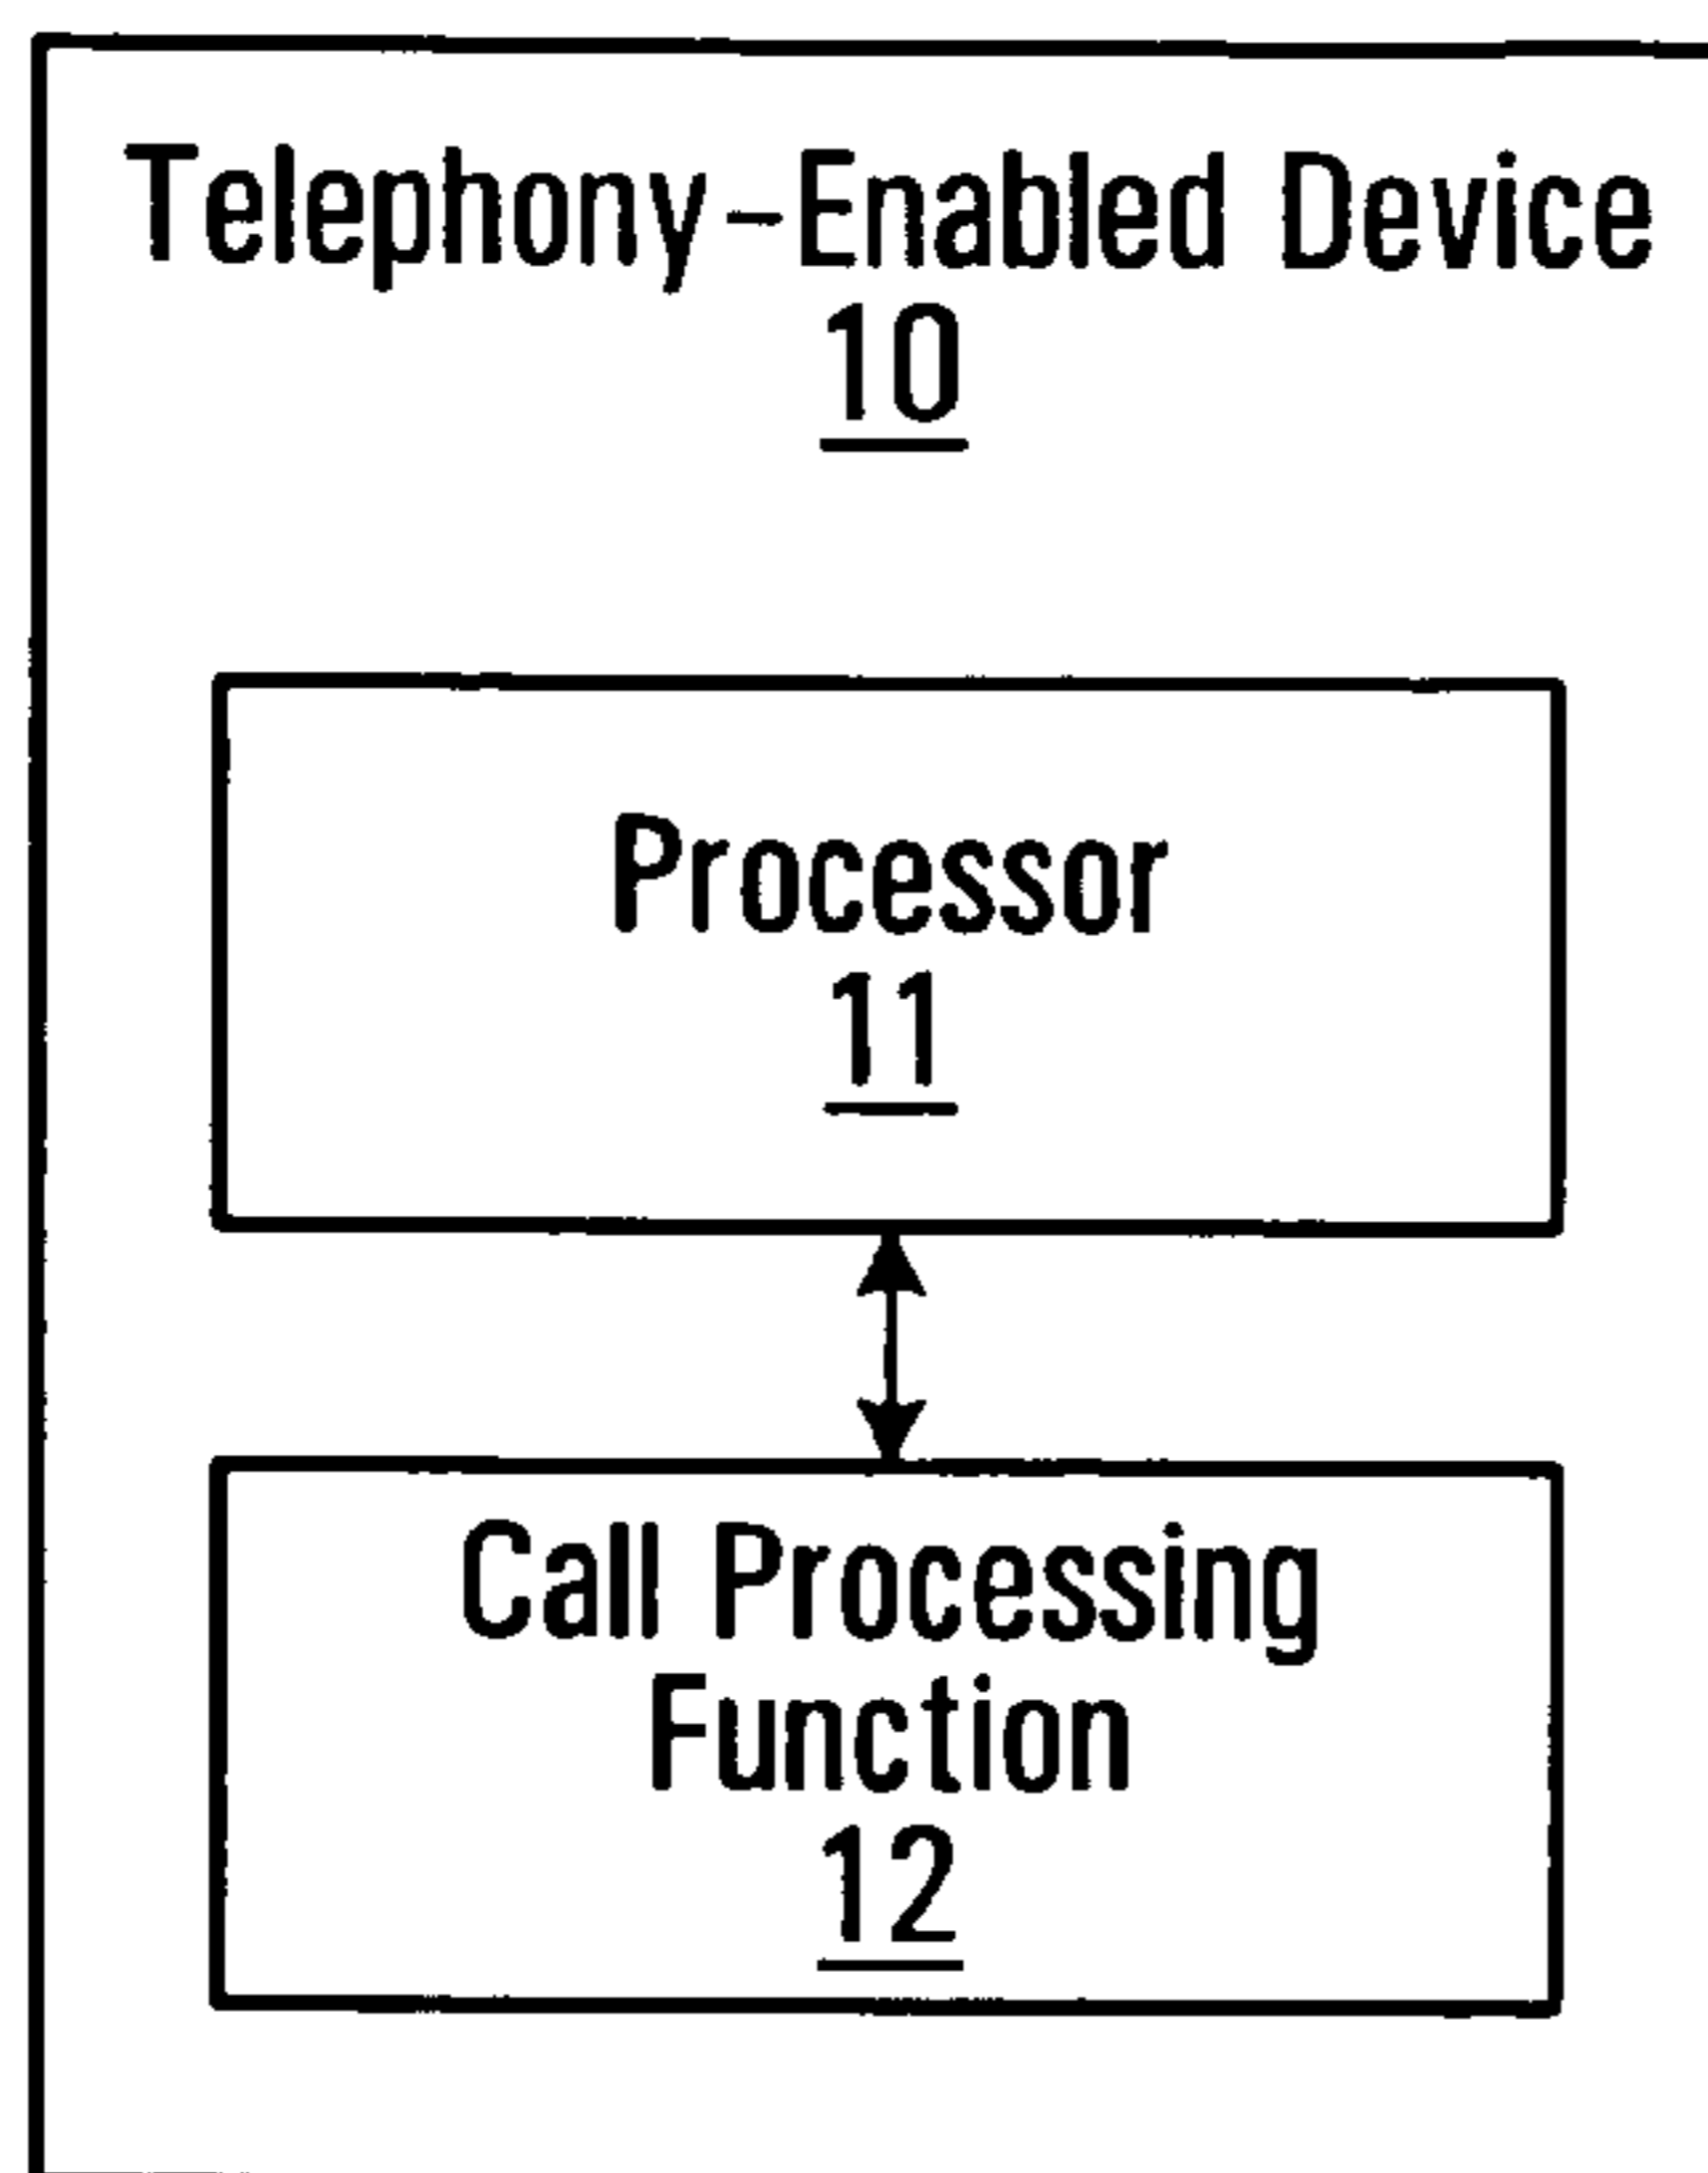 Telephony-Enabled Device
10
Processor
11
Call Processing
Function
12